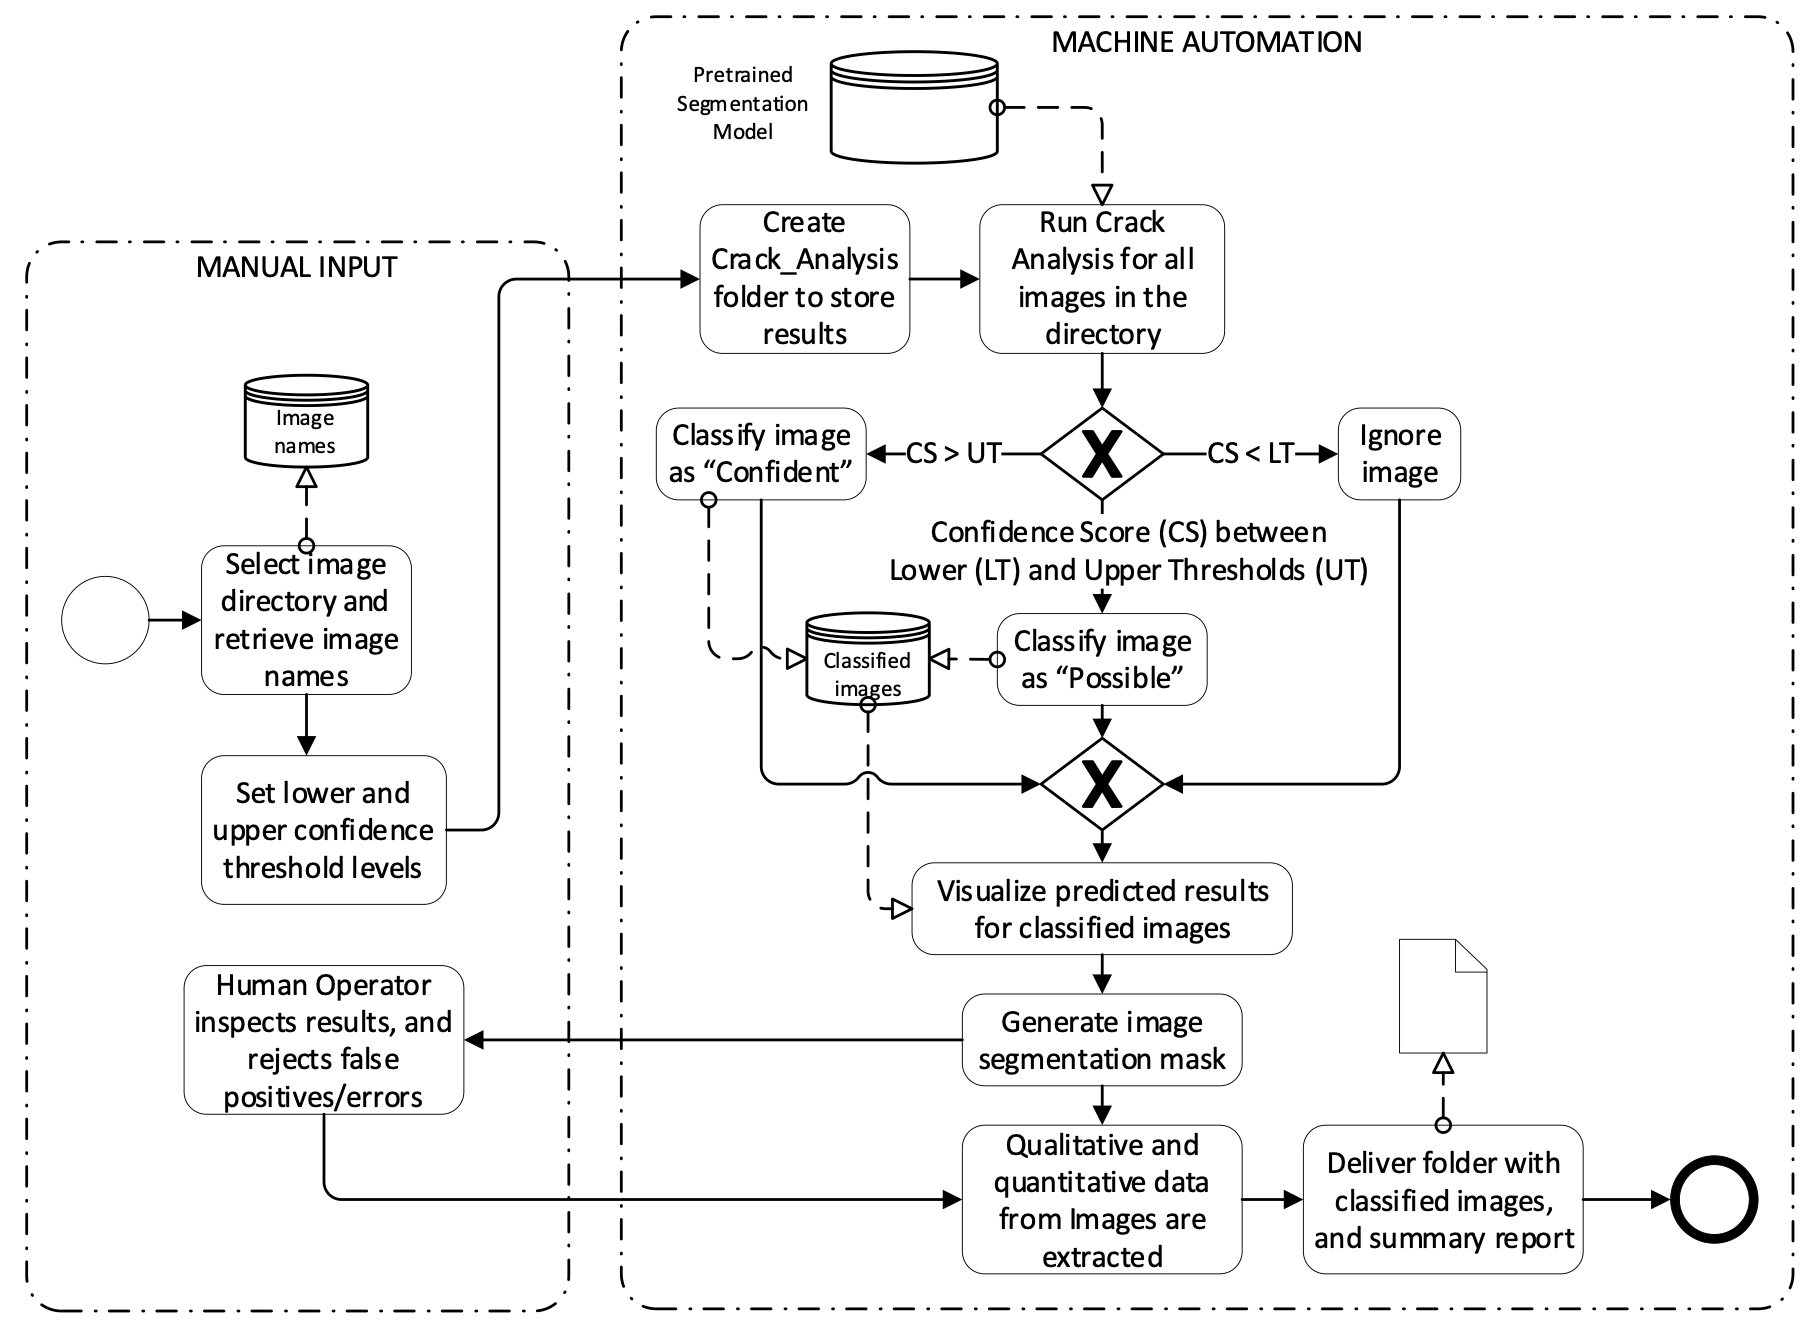 MACHINE AUTOMATION
Pretrained
Segmentation
Model
Create
Crack_Analysis
folder to store
results
Run Crack
Analysis for all
images in the
directory
MANUAL INPUT
Image
names
Select image
directory and
retrieve image
names
Set lower and
upper confidence
threshold levels
Classify image
as “Confident”
CS > UT
X
CS < LT
Ignore
image
Confidence Score (CS) between
Lower (LT) and Upper Thresholds (UT)
Classified
images
Classify image
as “Possible”
X
Visualize predicted results
for classified images
Generate image
segmentation mask
Human Operator
inspects results, and
rejects false
positives/errors
Qualitative and
quantitative data
from Images are
extracted
Deliver folder with
classified images,
and summary report